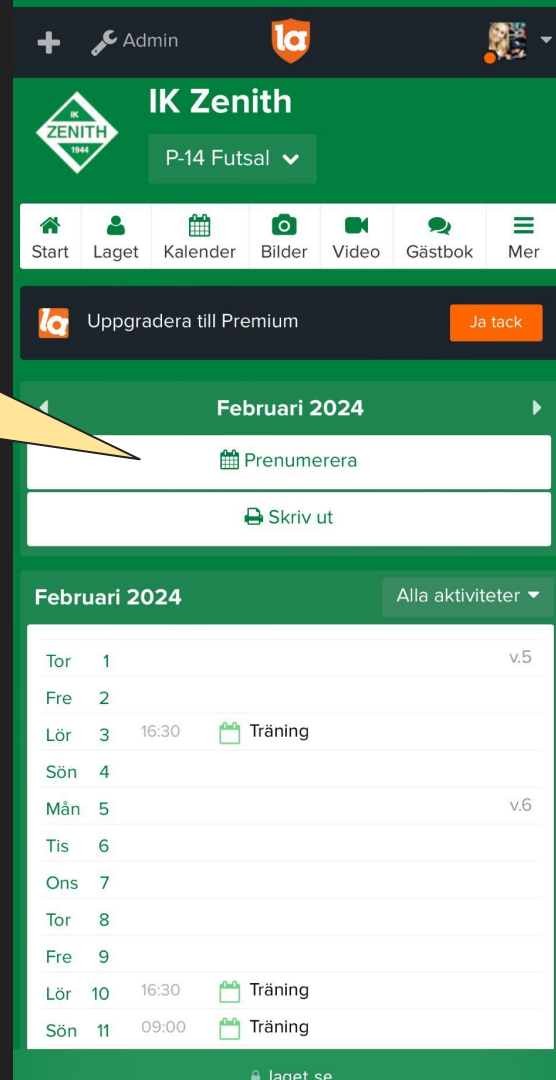 Admin
la
IK Zenith
IK
ZENITH
1944
P-14 Futsal
Start Laget Kalender Bilder Video Gästbok Mer
la Uppgradera till Premium Ja tack
Februari 2024
Prenumerera
Skriv ut
Februari 2024 Alla aktiviteter
Tor 1 v.5
Fre 2
Lör 3 16:30 Träning
Sön 4
Mån 5 v.6
Tis 6
Ons 7
Tor 8
Fre 9
Lör 10 16:30 Träning
Sön 11 09:00 Träning
laget.se